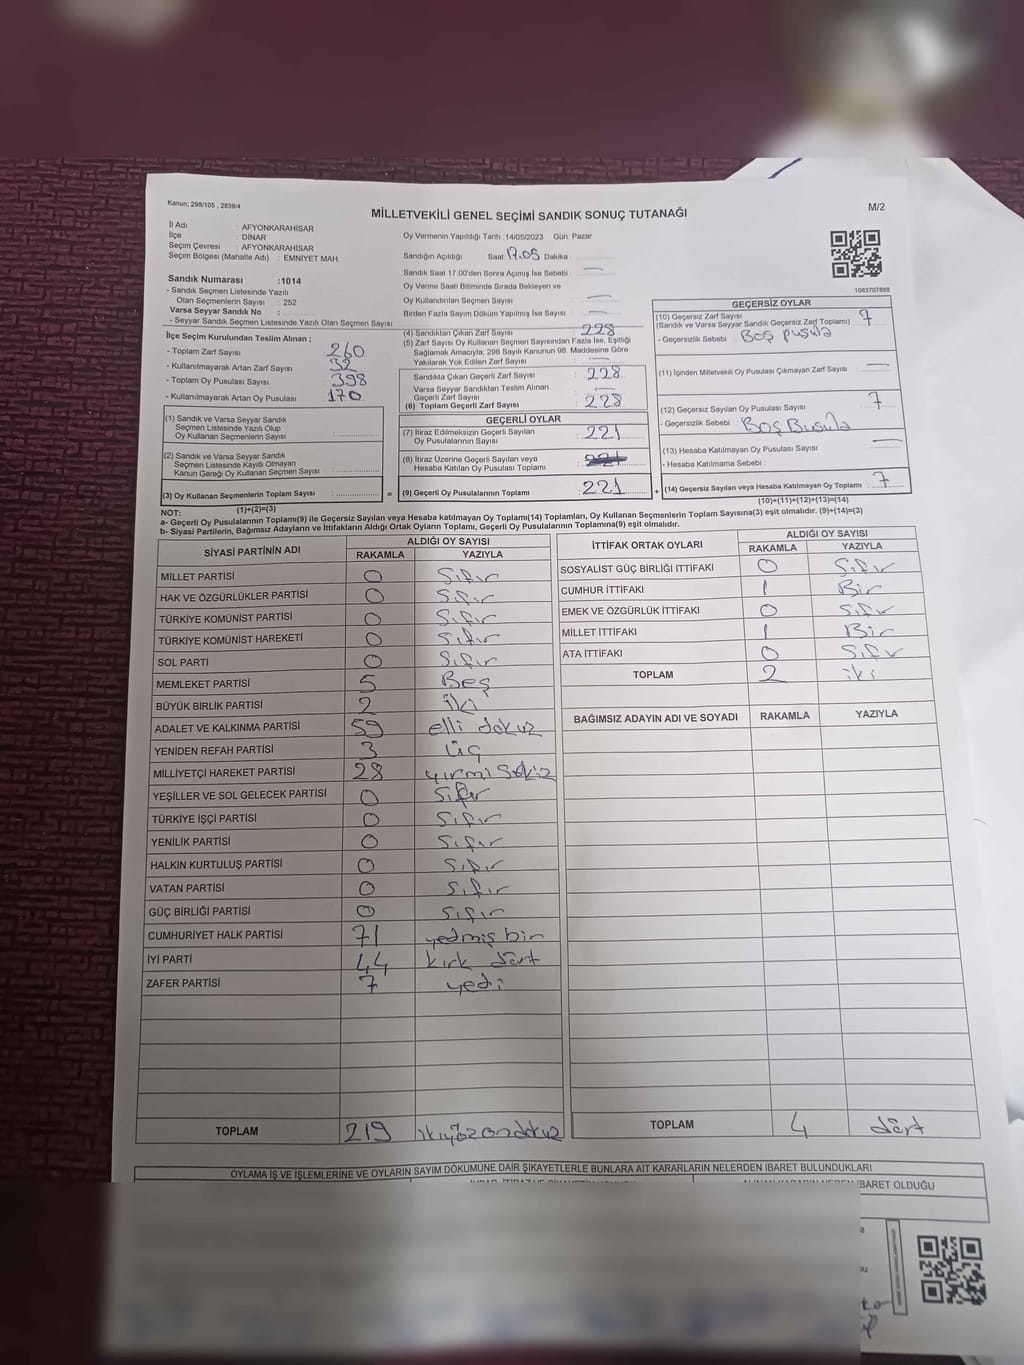 Kanun; 298/105 , 2839/4
MİLLETVEKİLİ GENEL SEÇİMİ SANDIK SONUÇ TUTANAĞI
M/2
İl Adı : AFYONKARAHİSAR
İlçe : DİNAR
Seçim Çevresi : AFYONKARAHİSAR
Seçim Bölgesi (Mahalle Adı) : EMNİYET MAH.
Sandık Numarası :1014
- Sandık Seçmen Listesinde Yazılı
Olan Seçmenlerin Sayısı : 252
Varsa Seyyar Sandık No :
- Seyyar Sandık Seçmen Listesinde Yazılı Olan Seçmen Sayısı
İlçe Seçim Kurulundan Teslim Alınan ;
- Toplam Zarf Sayısı : 260
- Kullanılmayarak Artan Zarf Sayısı : 32
- Toplam Oy Pusulası Sayısı : 398
- Kullanılmayarak Artan Oy Pusulası : 170
(1) Sandık ve Varsa Seyyar Sandık
Seçmen Listesinde Yazılı Olup
Oy Kullanan Seçmenlerin Sayısı :
(2) Sandık ve Varsa Seyyar Sandık
Seçmen Listesinde Kayıtlı Olmayan
Kanun Gereği Oy Kullanan Seçmen Sayısı :
(3) Oy Kullanan Seçmenlerin Toplam Sayısı :
(1)+(2)=(3)
Oy Vermenin Yapıldığı Tarih : 14/05/2023 Gün: Pazar
Sandığın Açıldığı Saat 17.05 Dakika
Sandık Saat 17:00'den Sonra Açılmış İse Sebebi : —
Oy Verme Saati Bitiminde Sırada Bekleyen ve
Oy Kullandırılan Seçmen Sayısı : —
Birden Fazla Sayım Döküm Yapılmış İse Sayısı : —
(4) Sandıktan Çıkan Zarf Sayısı : 228
(5) Zarf Sayısı Oy Kullanan Seçmen Sayısından Fazla İse, Eşitliği
Sağlamak Amacıyla, 298 Sayılı Kanunun 98. Maddesine Göre
Yakılarak Yok Edilen Zarf Sayısı : —
Sandıkta Çıkan Geçerli Zarf Sayısı : 228
Varsa Seyyar Sandıktan Teslim Alınan
Geçerli Zarf Sayısı : —
(6) Toplam Geçerli Zarf Sayısı : 228
GEÇERLİ OYLAR
(7) İtiraz Edilmeksizin Geçerli Sayılan
Oy Pusulalarının Sayısı : 221
(8) İtiraz Üzerine Geçerli Sayılan veya
Hesaba Katılan Oy Pusulası Toplamı :
= (9) Geçerli Oy Pusulalarının Toplamı : 221
1063707888
GEÇERSİZ OYLAR
(10) Geçersiz Zarf Sayısı : 7
(Sandık ve Varsa Seyyar Sandık Geçersiz Zarf Toplamı)
- Geçersizlik Sebebi : Boş pusula
(11) İçinden Milletvekili Oy Pusulası Çıkmayan Zarf Sayısı : —
(12) Geçersiz Sayılan Oy Pusulası Sayısı : 7
- Geçersizlik Sebebi : Boş Busula
(13) Hesaba Katılmayan Oy Pusulası Sayısı : —
- Hesaba Katılmama Sebebi :
+ (14) Geçersiz Sayılan veya Hesaba Katılmayan Oy Toplamı : 7
(10)+(11)+(12)+(13)=(14)
NOT:
a- Geçerli Oy Pusulalarının Toplamı(9) ile Geçersiz Sayılan veya Hesaba katılmayan Oy Toplamı(14) Toplamları, Oy Kullanan Seçmenlerin Toplam Sayısına(3) eşit olmalıdır. (9)+(14)=(3)
b- Siyasi Partilerin, Bağımsız Adayların ve İttifakların Aldığı Ortak Oyların Toplamı, Geçerli Oy Pusulalarının Toplamına(9) eşit olmalıdır.
SİYASİ PARTİNİN ADI ALDIĞI OY SAYISI
RAKAMLA YAZIYLA
MİLLET PARTİSİ 0 Sıfır
HAK VE ÖZGÜRLÜKLER PARTİSİ 0 Sıfır
TÜRKİYE KOMÜNİST PARTİSİ 0 Sıfır
TÜRKİYE KOMÜNİST HAREKETİ 0 Sıfır
SOL PARTİ 0 Sıfır
MEMLEKET PARTİSİ 5 Beş
BÜYÜK BİRLİK PARTİSİ 2 İki
ADALET VE KALKINMA PARTİSİ 59 elli dokuz
YENİDEN REFAH PARTİSİ 3 üç
MİLLİYETÇİ HAREKET PARTİSİ 28 yirmi sekiz
YEŞİLLER VE SOL GELECEK PARTİSİ 0 Sıfır
TÜRKİYE İŞÇİ PARTİSİ 0 Sıfır
YENİLİK PARTİSİ 0 Sıfır
HALKIN KURTULUŞ PARTİSİ 0 Sıfır
VATAN PARTİSİ 0 Sıfır
GÜÇ BİRLİĞİ PARTİSİ 0 Sıfır
CUMHURİYET HALK PARTİSİ 71 yedmiş bir
İYİ PARTİ 44 kırk dört
ZAFER PARTİSİ 7 yedi
TOPLAM 219 ikiyüzondokuz
İTTİFAK ORTAK OYLARI ALDIĞI OY SAYISI
RAKAMLA YAZIYLA
SOSYALİST GÜÇ BİRLİĞİ İTTİFAKI 0 Sıfır
CUMHUR İTTİFAKI 1 Bir
EMEK VE ÖZGÜRLÜK İTTİFAKI 0 Sıfır
MİLLET İTTİFAKI 1 Bir
ATA İTTİFAKI 0 Sıfır
TOPLAM 2 iki
BAĞIMSIZ ADAYIN ADI VE SOYADI RAKAMLA YAZIYLA
TOPLAM 4 dört
OYLAMA İŞ VE İŞLEMLERİNE VE OYLARIN SAYIM DÖKÜMÜNE DAİR ŞİKAYETLERLE BUNLARA AİT KARARLARIN NELERDEN İBARET BULUNDUKLARI
İBARET OLDUĞU